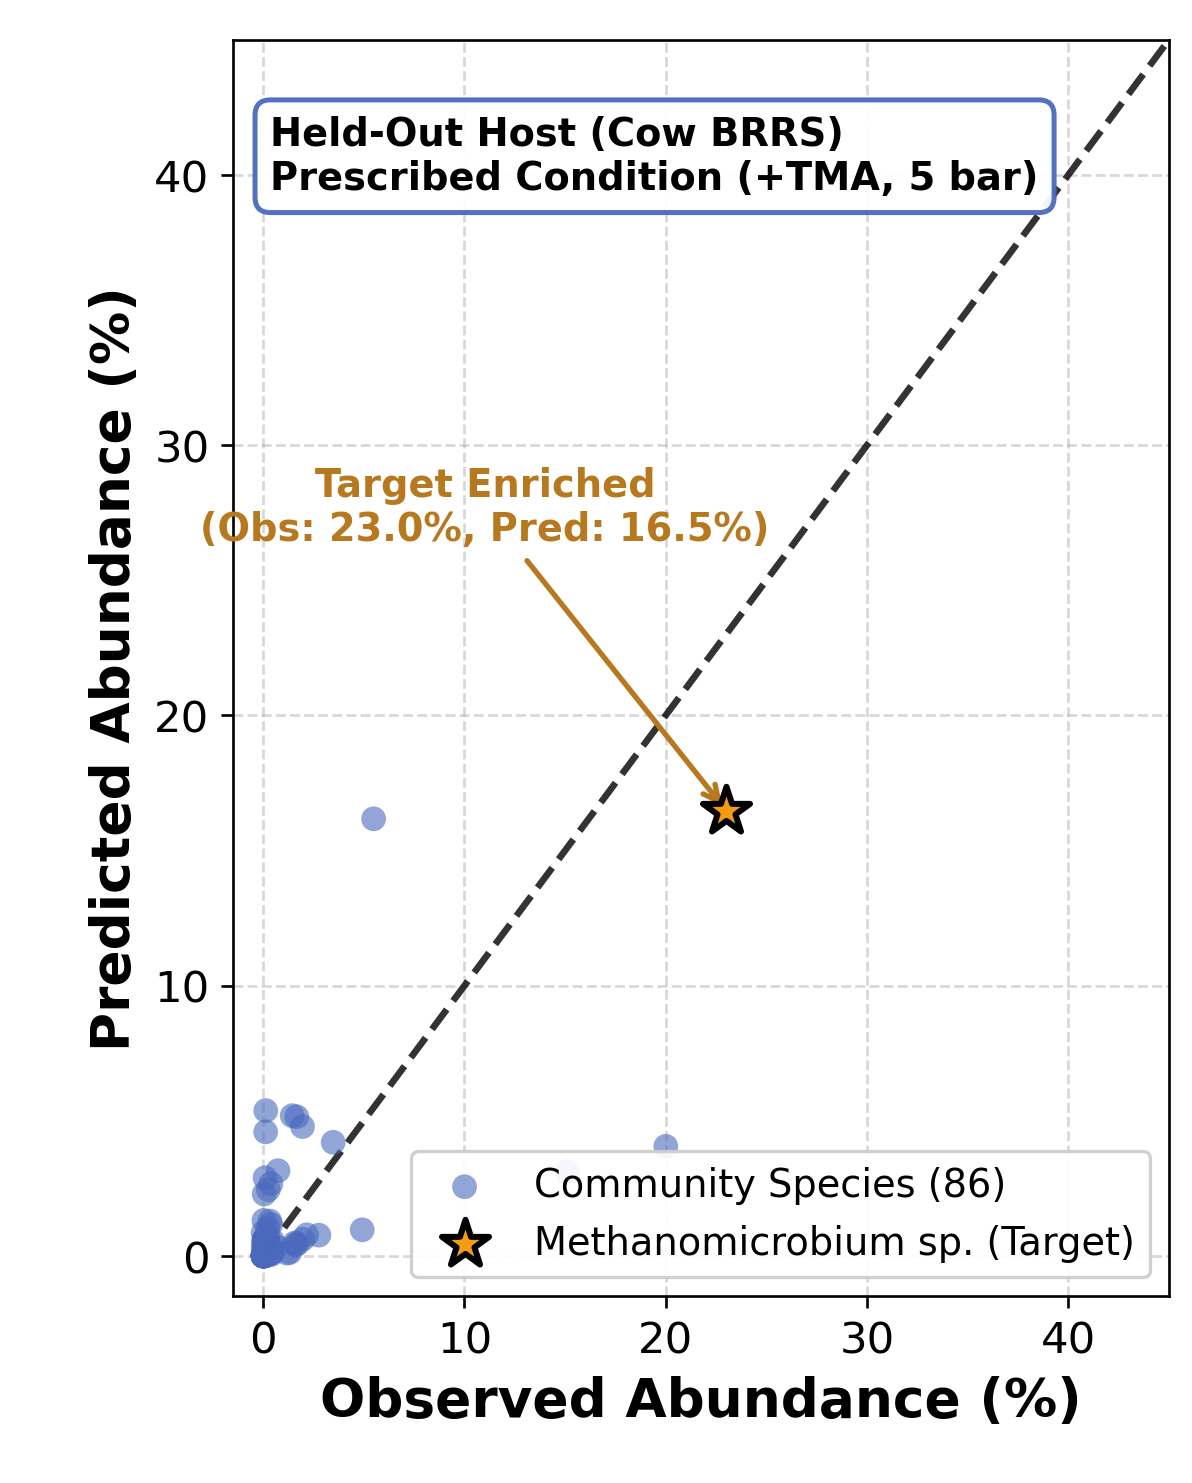 Held-Out Host (Cow BRRS)
Prescribed Condition (+TMA, 5 bar)
Target Enriched
(Obs: 23.0%, Pred: 16.5%)
Predicted Abundance (%)
40
30
20
10
0
Community Species (86)
Methanomicrobium sp. (Target)
0 10 20 30 40
Observed Abundance (%)